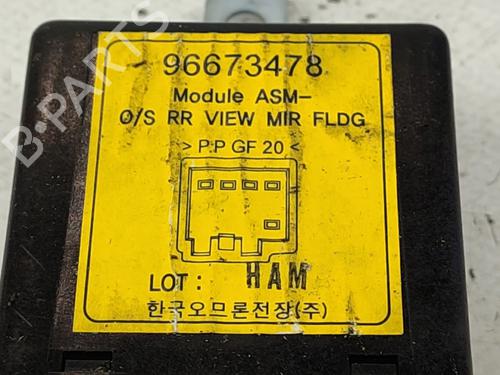 96673478
Module ASM-
O/S RR VIEW MIR FLDG
> P.P GF 20 <
LOT : HAM
한국오므론전장(주)
B-PARTS